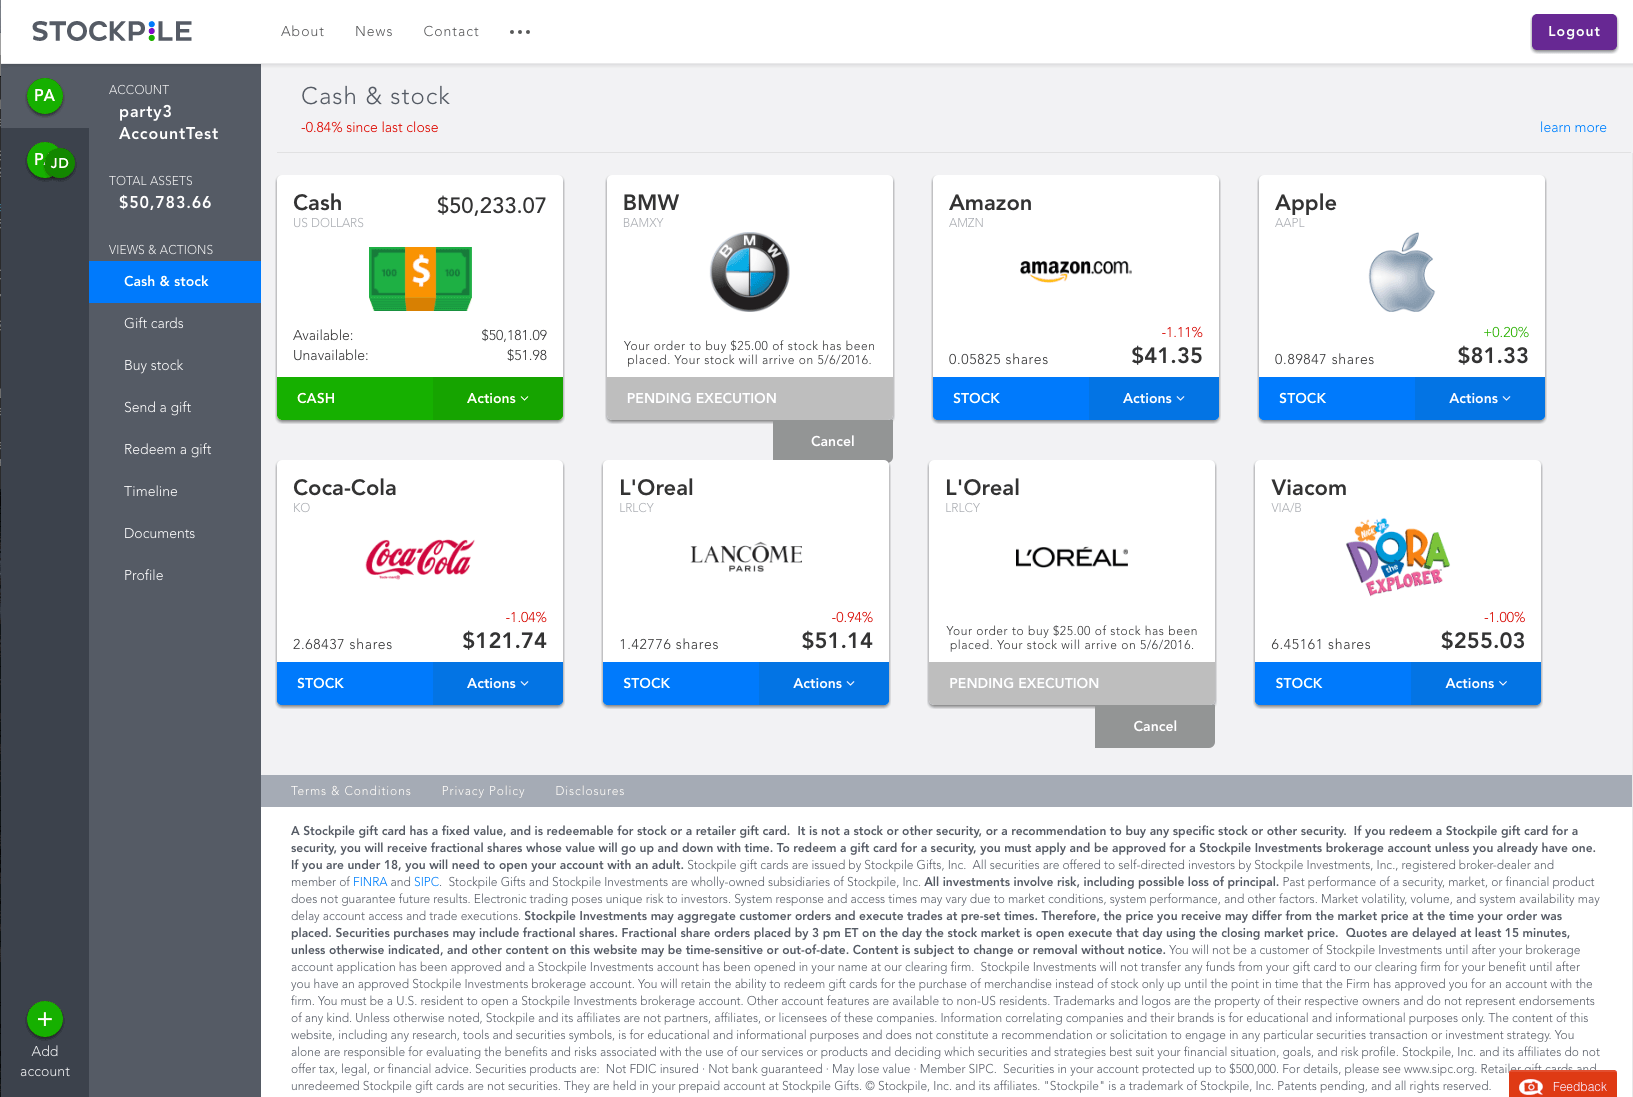 STOCKPILE
About
News
Contact
•••
Logout
PA
ACCOUNT
party3
AccountTest
JD
TOTAL ASSETS
$50,783.66
VIEWS & ACTIONS
Cash & stock
Gift cards
Buy stock
Send a gift
Redeem a gift
Timeline
Documents
Profile
+
Add
account
Cash & stock
-0.84% since last close
learn more
Cash
$50,233.07
US DOLLARS
100 $ 100
Available: $50,181.09
Unavailable: $51.98
CASH
Actions
BMW
BAMXY
BMW
Your order to buy $25.00 of stock has been
placed. Your stock will arrive on 5/6/2016.
PENDING EXECUTION
Cancel
Amazon
AMZN
amazon.com.
-1.11%
0.05825 shares $41.35
STOCK
Actions
Apple
AAPL
+0.20%
0.89847 shares $81.33
STOCK
Actions
Coca-Cola
KO
Coca-Cola
-1.04%
2.68437 shares $121.74
STOCK
Actions
L'Oreal
LRLCY
LANCÔME
PARIS
-0.94%
1.42776 shares $51.14
STOCK
Actions
L'Oreal
LRLCY
L'ORÉAL
Your order to buy $25.00 of stock has been
placed. Your stock will arrive on 5/6/2016.
PENDING EXECUTION
Cancel
Viacom
VIA/B
DORA
the
EXPLORER
-1.00%
6.45161 shares $255.03
STOCK
Actions
Terms & Conditions
Privacy Policy
Disclosures
A Stockpile gift card has a fixed value, and is redeemable for stock or a retailer gift card.  It is not a stock or other security, or a recommendation to buy any specific stock or other security.  If you redeem a Stockpile gift card for a
security, you will receive fractional shares whose value will go up and down with time. To redeem a gift card for a security, you must apply and be approved for a Stockpile Investments brokerage account unless you already have one.
If you are under 18, you will need to open your account with an adult. Stockpile gift cards are issued by Stockpile Gifts, Inc.  All securities are offered to self-directed investors by Stockpile Investments, Inc., registered broker-dealer and
member of FINRA and SIPC.  Stockpile Gifts and Stockpile Investments are wholly-owned subsidiaries of Stockpile, Inc. All investments involve risk, including possible loss of principal. Past performance of a security, market, or financial product
does not guarantee future results. Electronic trading poses unique risk to investors. System response and access times may vary due to market conditions, system performance, and other factors. Market volatility, volume, and system availability may
delay account access and trade executions. Stockpile Investments may aggregate customer orders and execute trades at pre-set times. Therefore, the price you receive may differ from the market price at the time your order was
placed. Securities purchases may include fractional shares. Fractional share orders placed by 3 pm ET on the day the stock market is open execute that day using the closing market price.  Quotes are delayed at least 15 minutes,
unless otherwise indicated, and other content on this website may be time-sensitive or out-of-date. Content is subject to change or removal without notice. You will not be a customer of Stockpile Investments until after your brokerage
account application has been approved and a Stockpile Investments account has been opened in your name at our clearing firm.  Stockpile Investments will not transfer any funds from your gift card to our clearing firm for your benefit until after
you have an approved Stockpile Investments brokerage account. You will retain the ability to redeem gift cards for the purchase of merchandise instead of stock only up until the point in time that the Firm has approved you for an account with the
firm. You must be a U.S. resident to open a Stockpile Investments brokerage account. Other account features are available to non-US residents. Trademarks and logos are the property of their respective owners and do not represent endorsements
of any kind. Unless otherwise noted, Stockpile and its affiliates are not partners, affiliates, or licensees of these companies. Information correlating companies and their brands is for educational and informational purposes only. The content of this
website, including any research, tools and securities symbols, is for educational and informational purposes and does not constitute a recommendation or solicitation to engage in any particular securities transaction or investment strategy. You
alone are responsible for evaluating the benefits and risks associated with the use of our services or products and deciding which securities and strategies best suit your financial situation, goals, and risk profile. Stockpile, Inc. and its affiliates do not
offer tax, legal, or financial advice. Securities products are:  Not FDIC insured · Not bank guaranteed · May lose value · Member SIPC.  Securities in your account protected up to $500,000. For details, please see www.sipc.org. Retailer gift cards and
unredeemed Stockpile gift cards are not securities. They are held in your prepaid account at Stockpile Gifts. © Stockpile, Inc. and its affiliates. "Stockpile" is a trademark of Stockpile, Inc. Patents pending, and all rights reserved.
Feedback